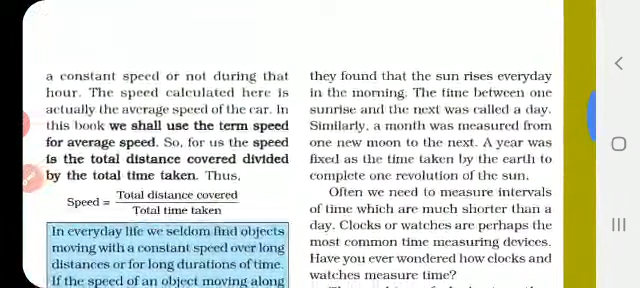 a constant speed or not during that
hour. The speed calculated here is
actually the average speed of the car. In
this book we shall use the term speed
for average speed. So, for us the speed
is the total distance covered divided
by the total time taken. Thus,
Speed = Total distance covered
Total time taken
In everyday life we seldom find objects
moving with a constant speed over long
distances or for long durations of time.
If the speed of an object moving along
they found that the sun rises everyday
in the morning. The time between one
sunrise and the next was called a day.
Similarly, a month was measured from
one new moon to the next. A year was
fixed as the time taken by the earth to
complete one revolution of the sun.
Often we need to measure intervals
of time which are much shorter than a
day. Clocks or watches are perhaps the
most common time measuring devices.
Have you ever wondered how clocks and
watches measure time?